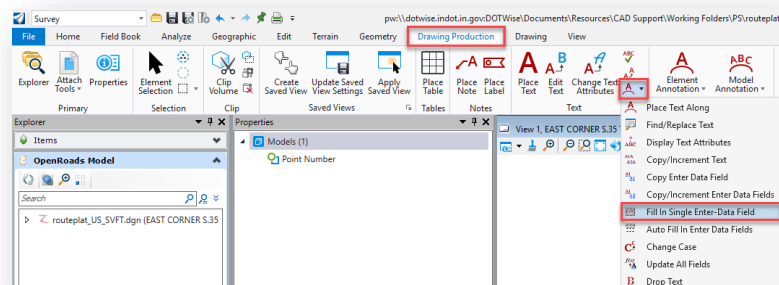 Survey
pw:\\dotwise.indot.in.gov:DOTWise\Documents\Resources\CAD Support\Working Folders\PS\routeplat
File Home Field Book Analyze Geographic Edit Terrain Geometry Drawing Production Drawing View
Explorer Attach Tools Properties Element Selection Clip Volume Create Saved View Update Saved View Settings Apply Saved View Place Table Place Note Place Label Place Text Edit Text Change Text Attributes Element Annotation Model Annotation
Primary Selection Clip Saved Views Tables Notes Text
Explorer
Properties
Items
OpenRoads Model
Search
routeplat_US_SVFT.dgn (EAST CORNER S.35
Models (1)
Point Number
View 1, EAST CORNER S.35
Place Text Along
Find/Replace Text
Display Text Attributes
Copy/Increment Text
Copy Enter Data Field
Copy/Increment Enter Data Fields
Fill In Single Enter-Data Field
Auto Fill In Enter Data Fields
Change Case
Update All Fields
Drop Text